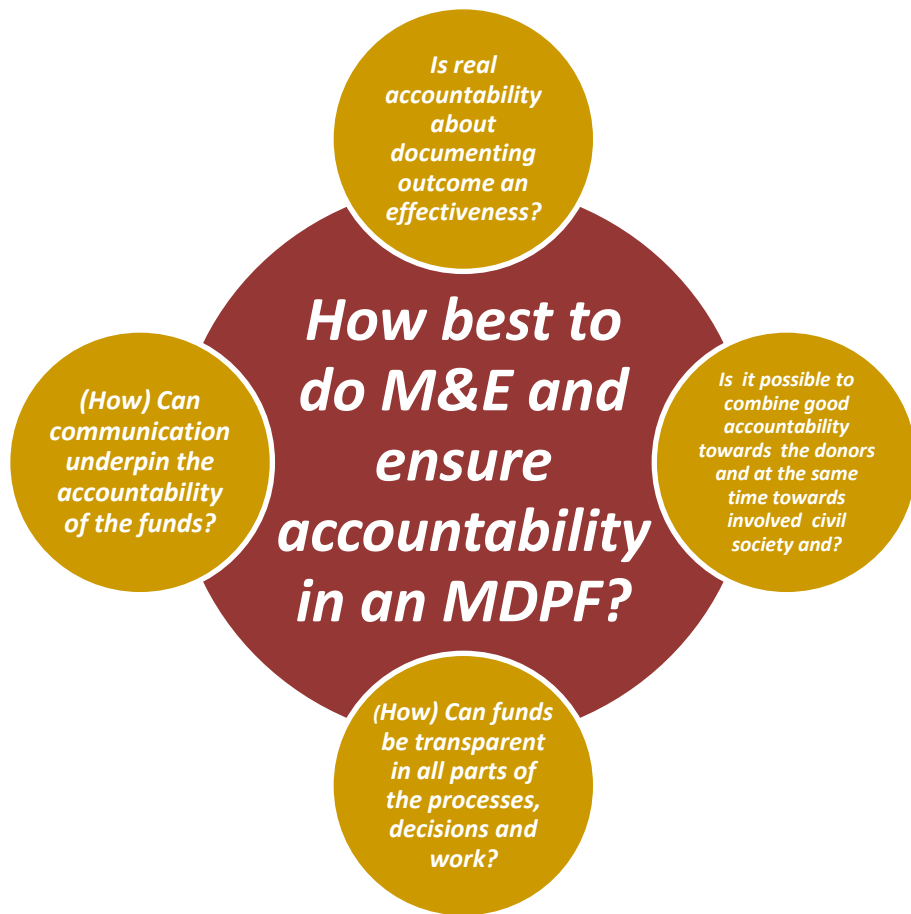 Is real
accountability
about
documenting
outcome an
effectiveness?
How best to
do M&E and
ensure
accountability
in an MDPF?
(How) Can
communication
underpin the
accountability
of the funds?
Is it possible to
combine good
accountability
towards the donors
and at the same
time towards
involved civil
society and?
(How) Can funds
be transparent
in all parts of
the processes,
decisions and
work?